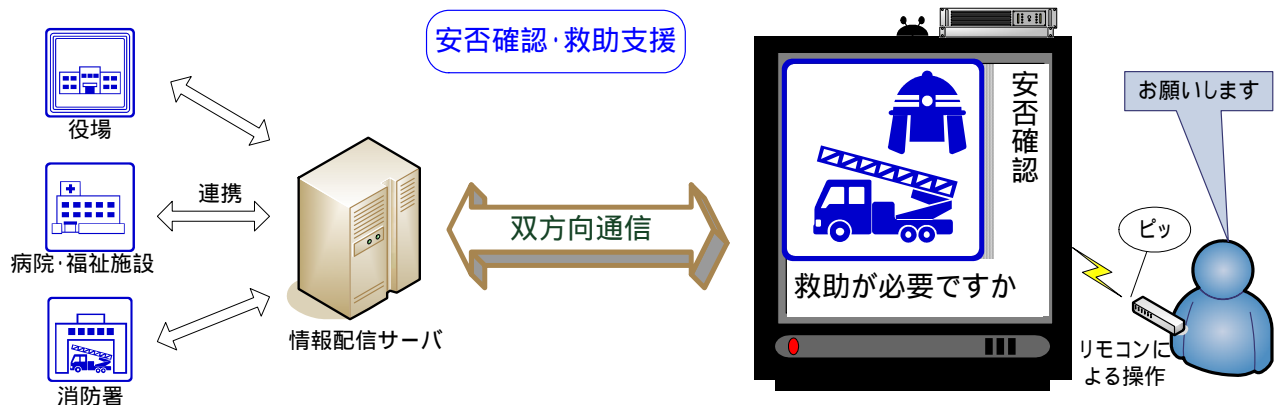 安否確認・救助支援
役場
連携
病院・福祉施設
消防署
情報配信サーバ
双方向通信
安否確認
救助が必要ですか
お願いします
ピッ
リモコンに
よる操作